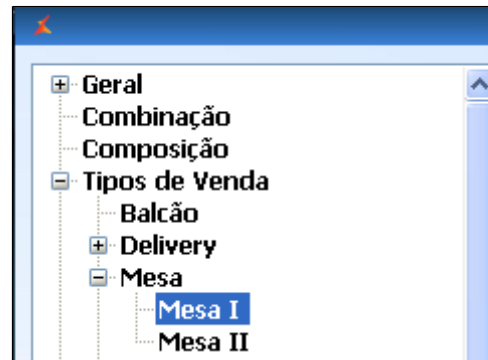 Geral
Combinação
Composição
Tipos de Venda
Balcão
Delivery
Mesa
Mesa I
Mesa II